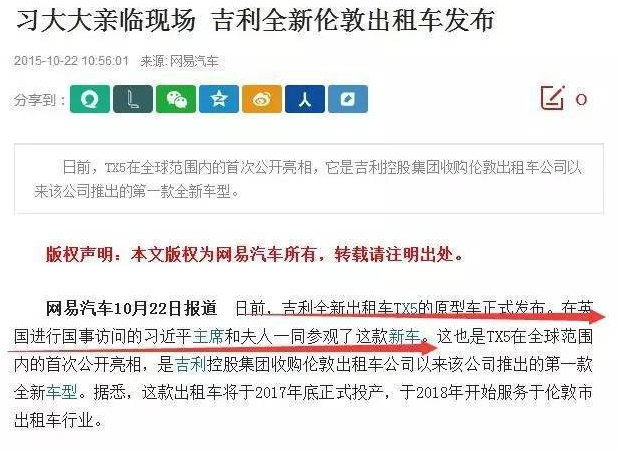 习大大亲临现场 吉利全新伦敦出租车发布
2015-10-22 10:56:01 来源: 网易汽车
分享到：
0
日前，TX5在全球范围内的首次公开亮相，它是吉利控股集团收购伦敦出租车公司以
来该公司推出的第一款全新车型。
版权声明：本文版权为网易汽车所有，转载请注明出处。
网易汽车10月22日报道 日前，吉利全新出租车TX5的原型车正式发布。在英
国进行国事访问的习近平主席和夫人一同参观了这款新车。这也是TX5在全球范围
内的首次公开亮相，是吉利控股集团收购伦敦出租车公司以来该公司推出的第一款
全新车型。据悉，这款出租车将于2017年底正式投产，于2018年开始服务于伦敦市
出租车行业。